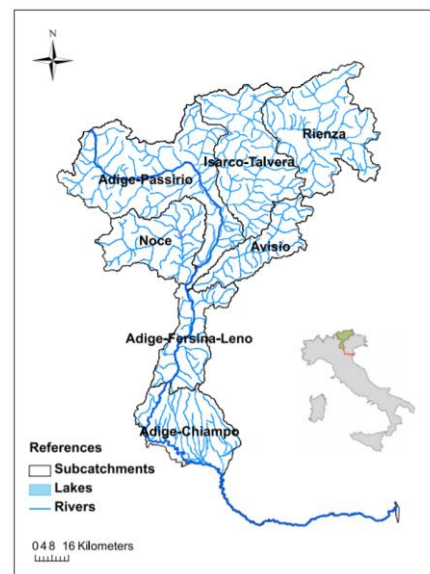 N
Rienza
Isarco-Talvera
Adige-Passirio
Noce
Avisio
Adige-Fersina-Leno
Adige-Chiampo
References
Subcatchments
Lakes
Rivers
0 4 8 16 Kilometers